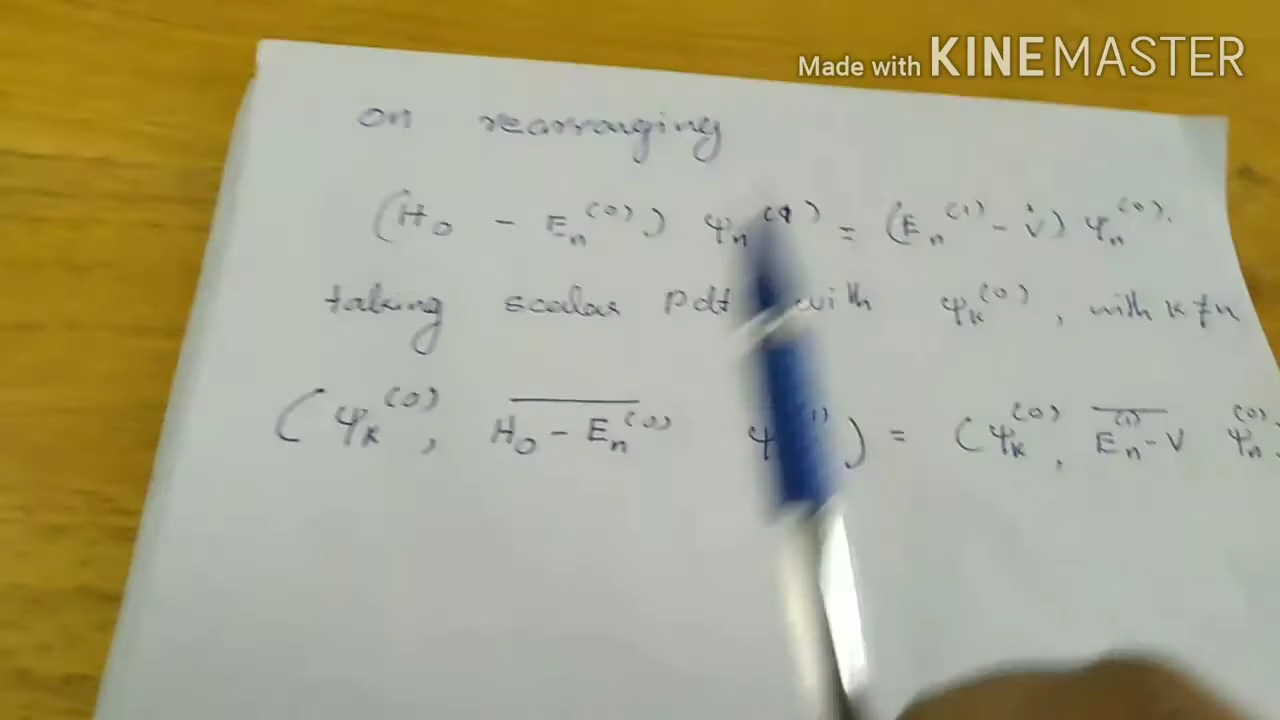 Made with KINEMASTER
on rearranging
(H₀ - Eₙ⁽⁰⁾) ψₙ⁽¹⁾ = (Eₙ⁽¹⁾ - V) ψₙ⁽⁰⁾.
taking scalar pdt with ψₖ⁽⁰⁾, with k≠n
(ψₖ⁽⁰⁾, H₀ - Eₙ⁽⁰⁾ ψ ⁽¹⁾) = (ψₖ⁽⁰⁾, Eₙ⁽¹⁾ - V ψₙ⁽⁰⁾